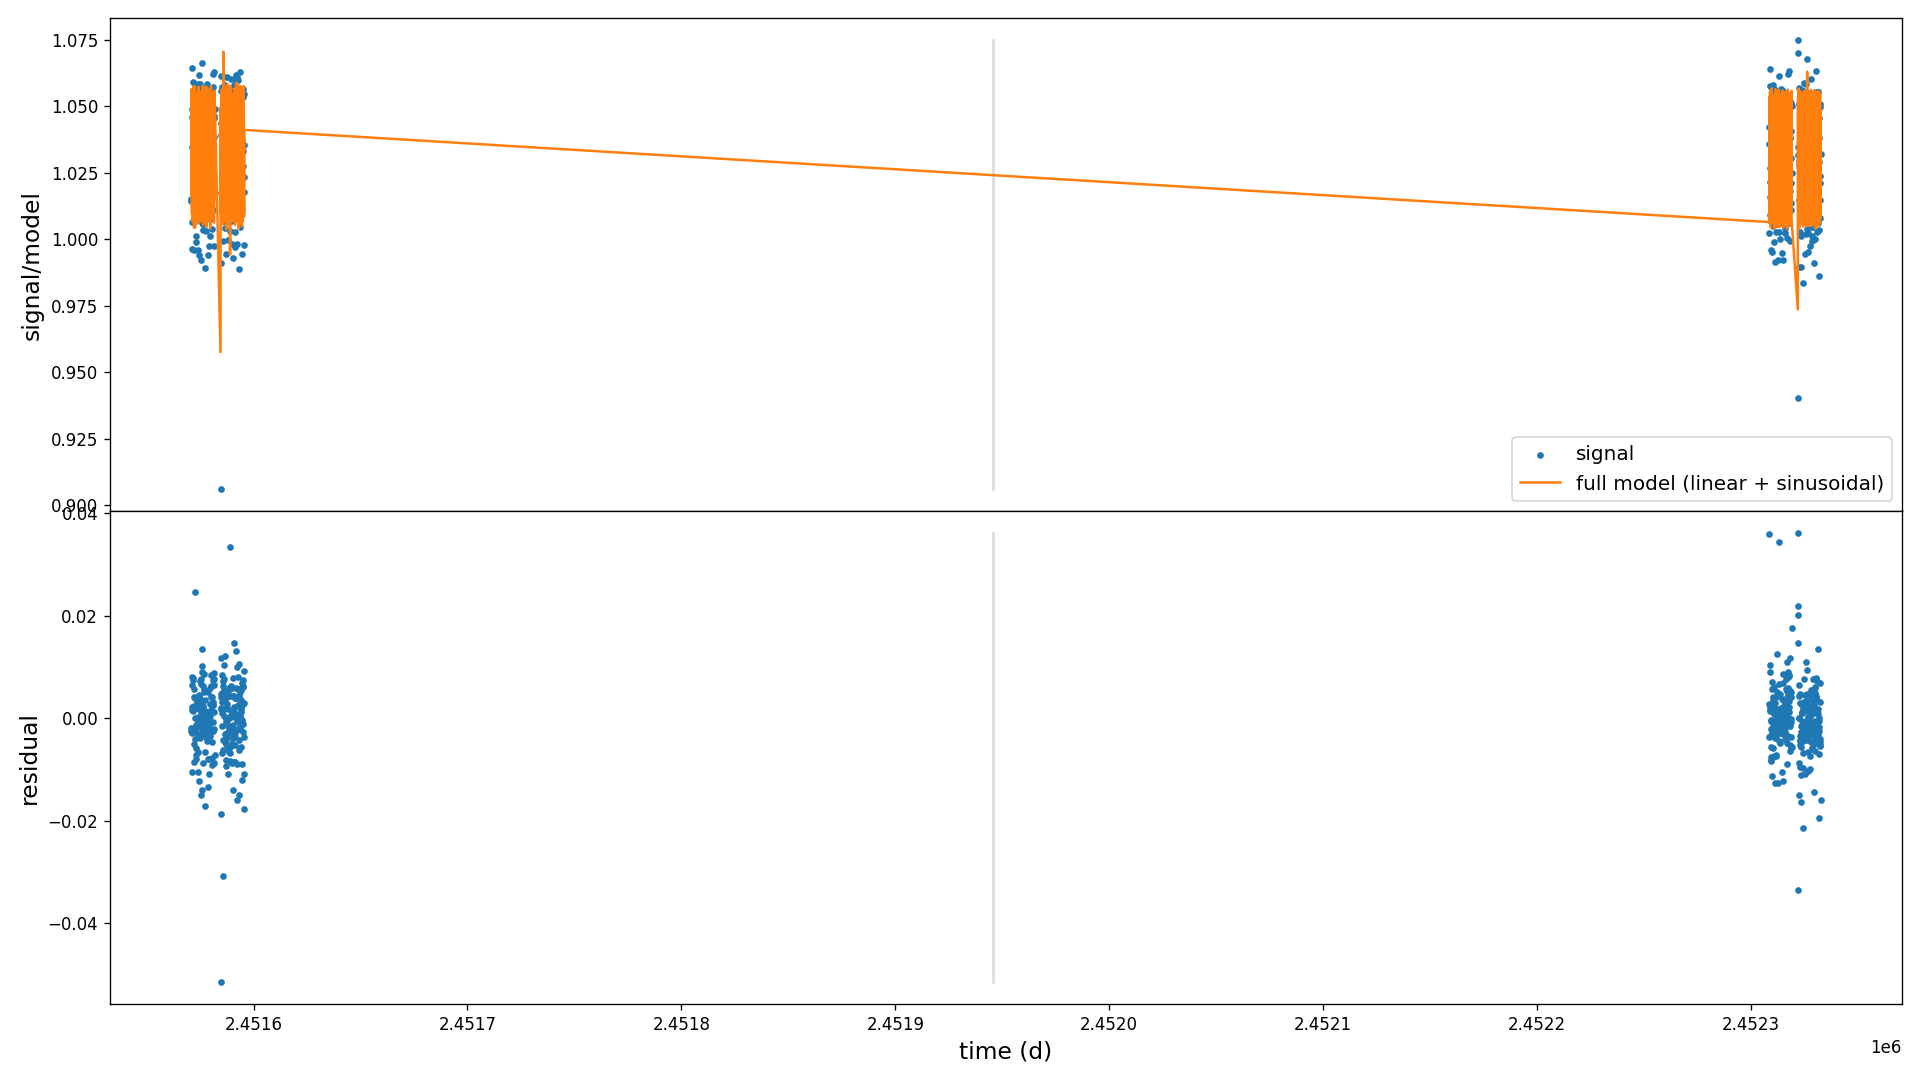 1.075
1.050
1.025
1.000
0.975
0.950
0.925
0.900
signal/model
signal
full model (linear + sinusoidal)
0.04
0.02
0.00
−0.02
−0.04
residual
2.4516 2.4517 2.4518 2.4519 2.4520 2.4521 2.4522 2.4523
1e6
time (d)